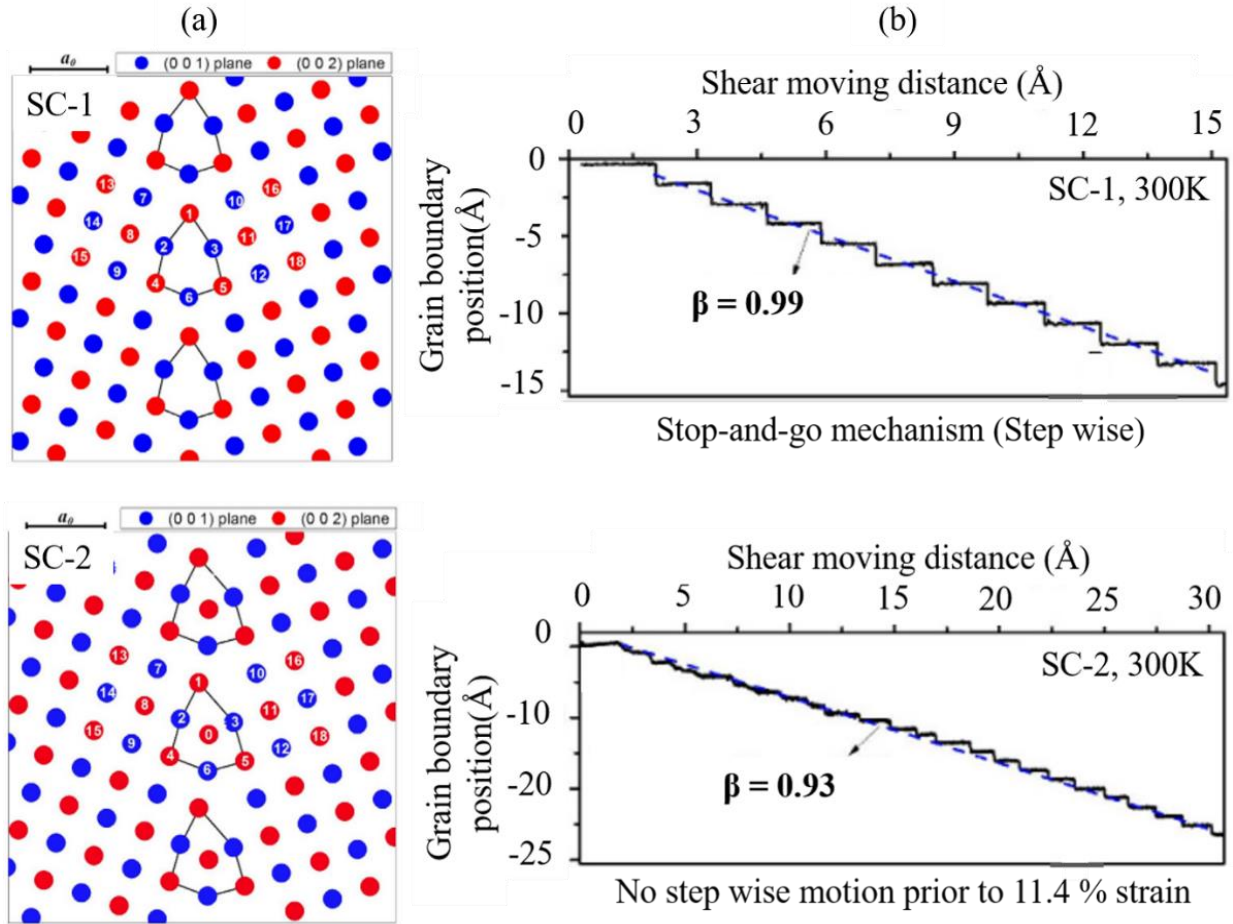 (a)
(b)
a₀
(0 0 1) plane
(0 0 2) plane
SC-1
13
7
10
16
1
14
17
8
2
3
11
15
9
4
5
12
18
6
Shear moving distance (Å)
0 3 6 9 12 15
Grain boundary
position(Å)
0
-5
-10
-15
SC-1, 300K
β = 0.99
Stop-and-go mechanism (Step wise)
a₀
(0 0 1) plane
(0 0 2) plane
SC-2
13
7
10
16
1
14
17
8
2
3
11
0
15
9
4
5
12
18
6
Shear moving distance (Å)
0 5 10 15 20 25 30
Grain boundary
position(Å)
0
-10
-20
-25
SC-2, 300K
β = 0.93
No step wise motion prior to 11.4 % strain